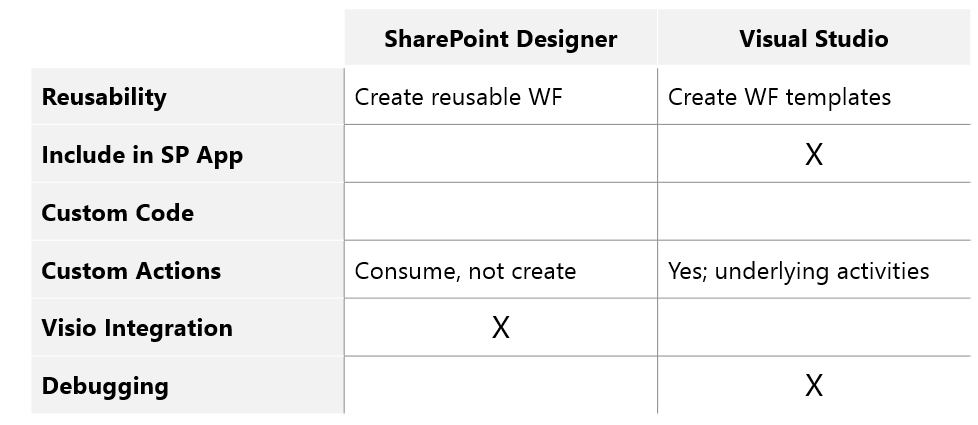 SharePoint Designer Visual Studio
Reusability Create reusable WF Create WF templates
Include in SP App X
Custom Code
Custom Actions Consume, not create Yes; underlying activities
Visio Integration X
Debugging X